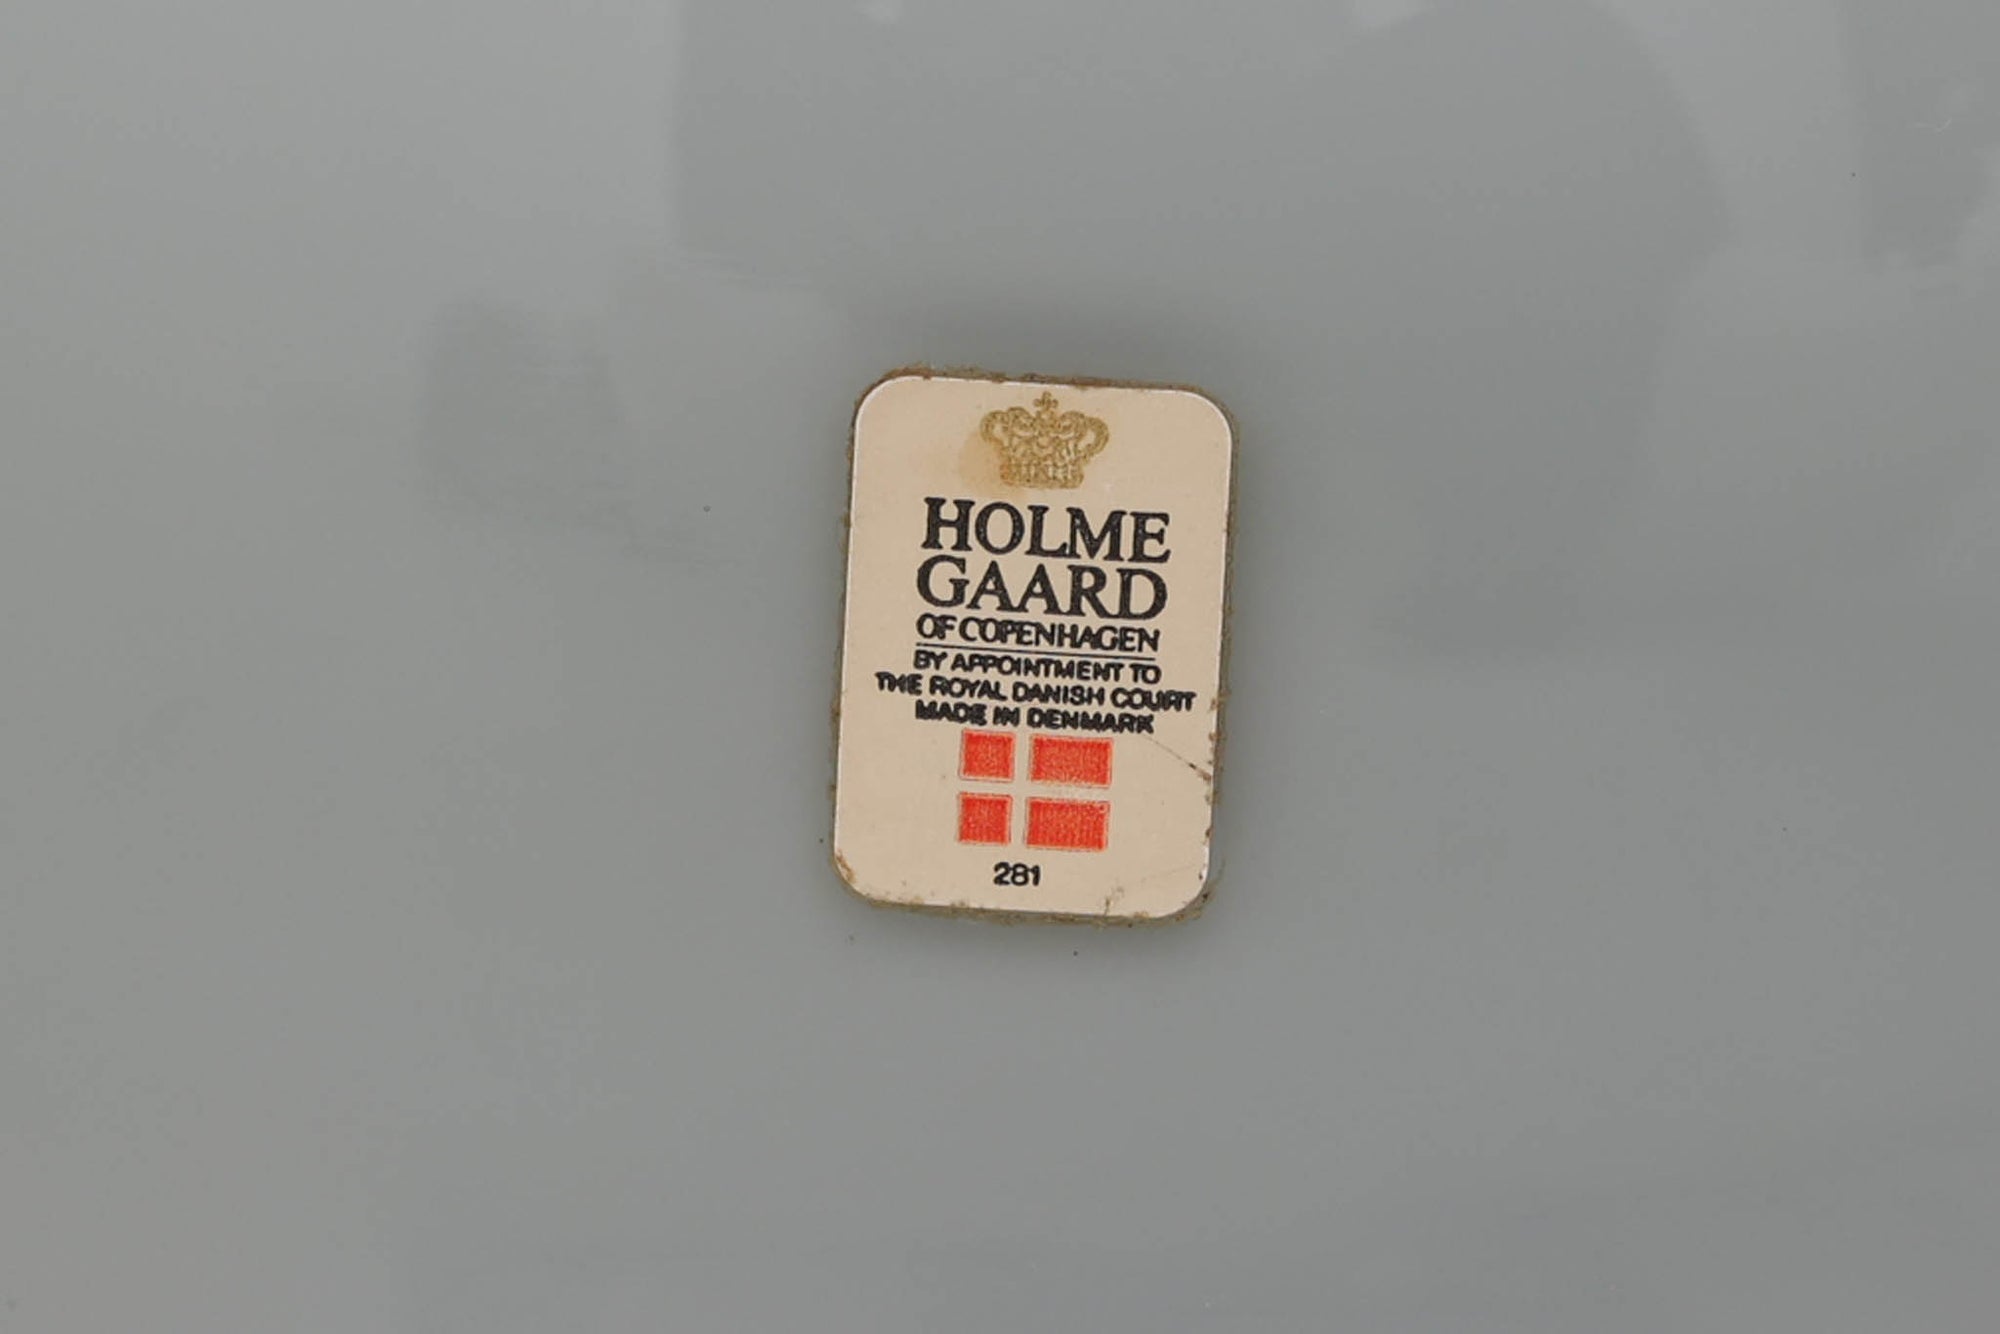 HOLME
GAARD
OF COPENHAGEN
BY APPOINTMENT TO
THE ROYAL DANISH COURT
MADE IN DENMARK
281